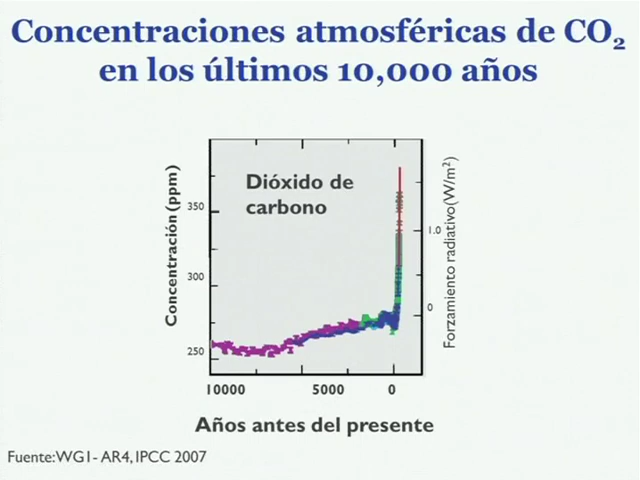 Concentraciones atmosféricas de CO₂
en los últimos 10,000 años
Dióxido de
carbono
Concentración (ppm)
350
300
250
Forzamiento radiativo(W/m²)
1.0
0
10000 5000 0
Años antes del presente
Fuente:WG1- AR4, IPCC 2007